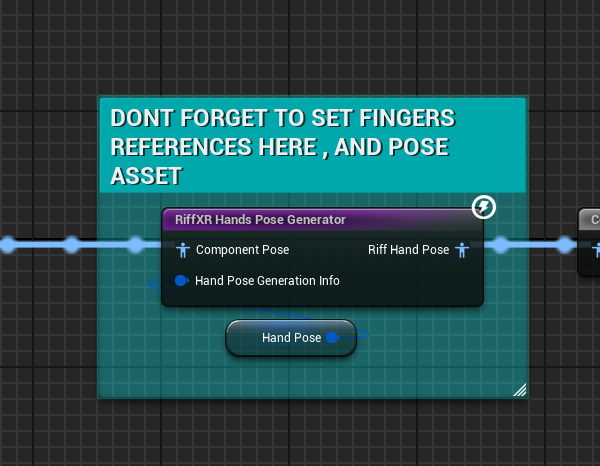 DONT FORGET TO SET FINGERS
REFERENCES HERE , AND POSE
ASSET
RiffXR Hands Pose Generator
Component Pose
Riff Hand Pose
Hand Pose Generation Info
Hand Pose